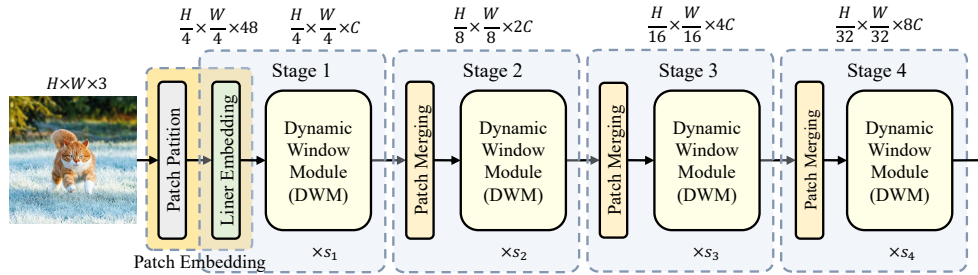 H×W×3
H/4 × W/4 ×48
H/4 × W/4 ×C
H/8 × W/8 ×2C
H/16 × W/16 ×4C
H/32 × W/32 ×8C
Patch Patition
Liner Embedding
Patch Embedding
Stage 1
Dynamic
Window
Module
(DWM)
×s₁
Stage 2
Patch Merging
Dynamic
Window
Module
(DWM)
×s₂
Stage 3
Patch Merging
Dynamic
Window
Module
(DWM)
×s₃
Stage 4
Patch Merging
Dynamic
Window
Module
(DWM)
×s₄